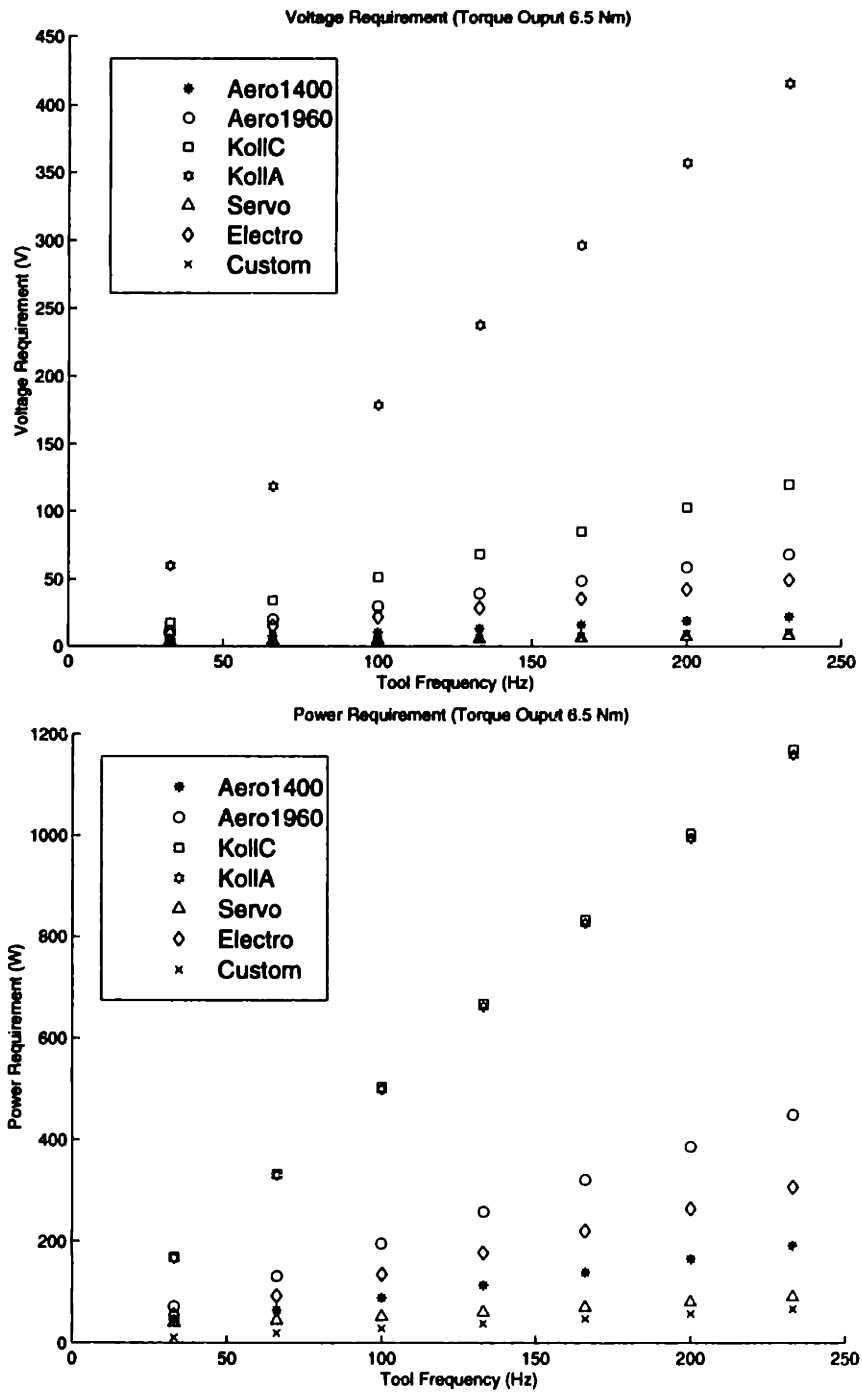 Voltage Requirement (Torque Ouput 6.5 Nm)
450
400
350
300
250
200
150
100
50
0
Voltage Requirement (V)
Aero1400
Aero1960
KollC
KollA
Servo
Electro
Custom
0 50 100 150 200 250
Tool Frequency (Hz)
Power Requirement (Torque Ouput 6.5 Nm)
1200
1000
800
600
400
200
0
Power Requirement (W)
Aero1400
Aero1960
KollC
KollA
Servo
Electro
Custom
0 50 100 150 200 250
Tool Frequency (Hz)